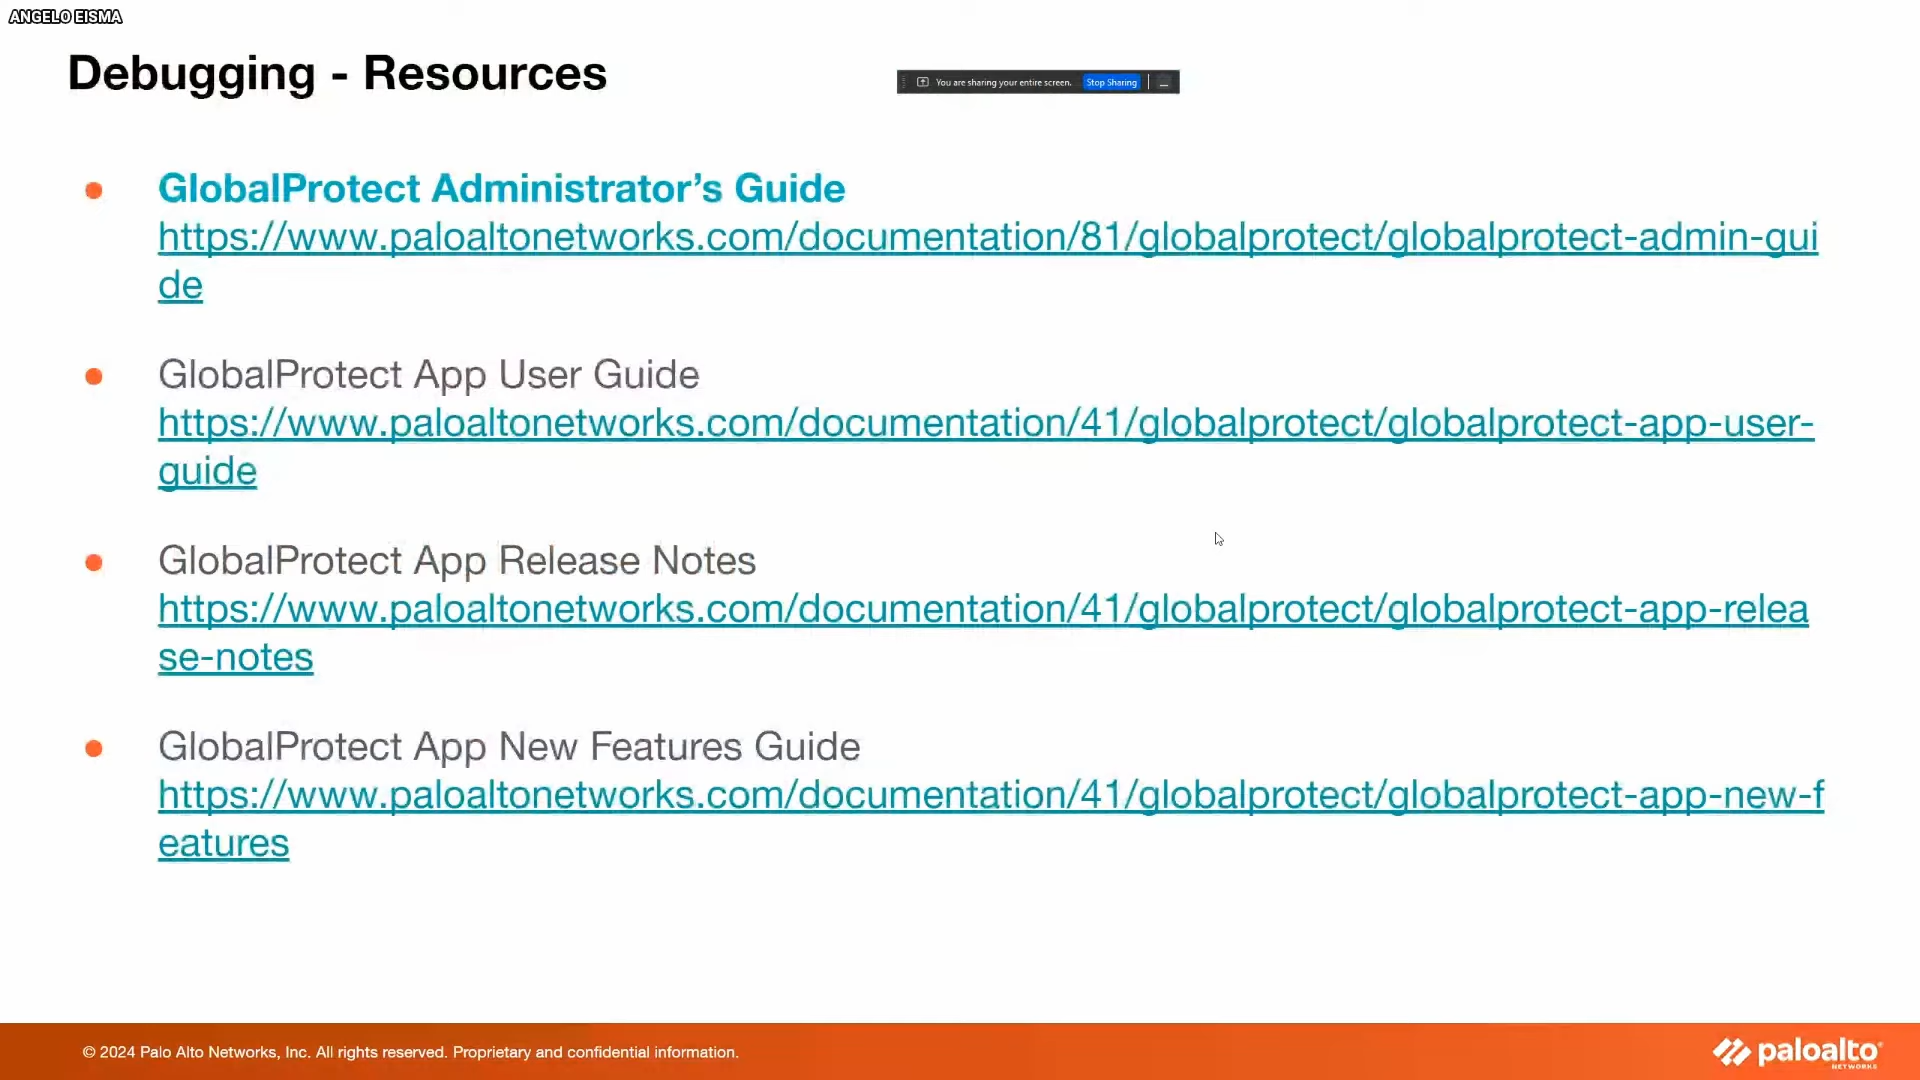 ANGELO EISMA
Debugging - Resources
You are sharing your entire screen. Stop Sharing
GlobalProtect Administrator’s Guide
https://www.paloaltonetworks.com/documentation/81/globalprotect/globalprotect-admin-gui
de
GlobalProtect App User Guide
https://www.paloaltonetworks.com/documentation/41/globalprotect/globalprotect-app-user-
guide
GlobalProtect App Release Notes
https://www.paloaltonetworks.com/documentation/41/globalprotect/globalprotect-app-relea
se-notes
GlobalProtect App New Features Guide
https://www.paloaltonetworks.com/documentation/41/globalprotect/globalprotect-app-new-f
eatures
© 2024 Palo Alto Networks, Inc. All rights reserved. Proprietary and confidential information.
paloalto
NETWORKS